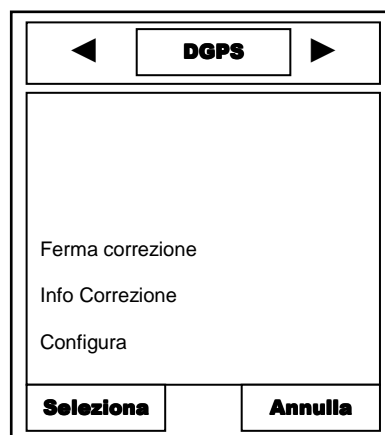 DGPS
Ferma correzione
Info Correzione
Configura
Seleziona Annulla